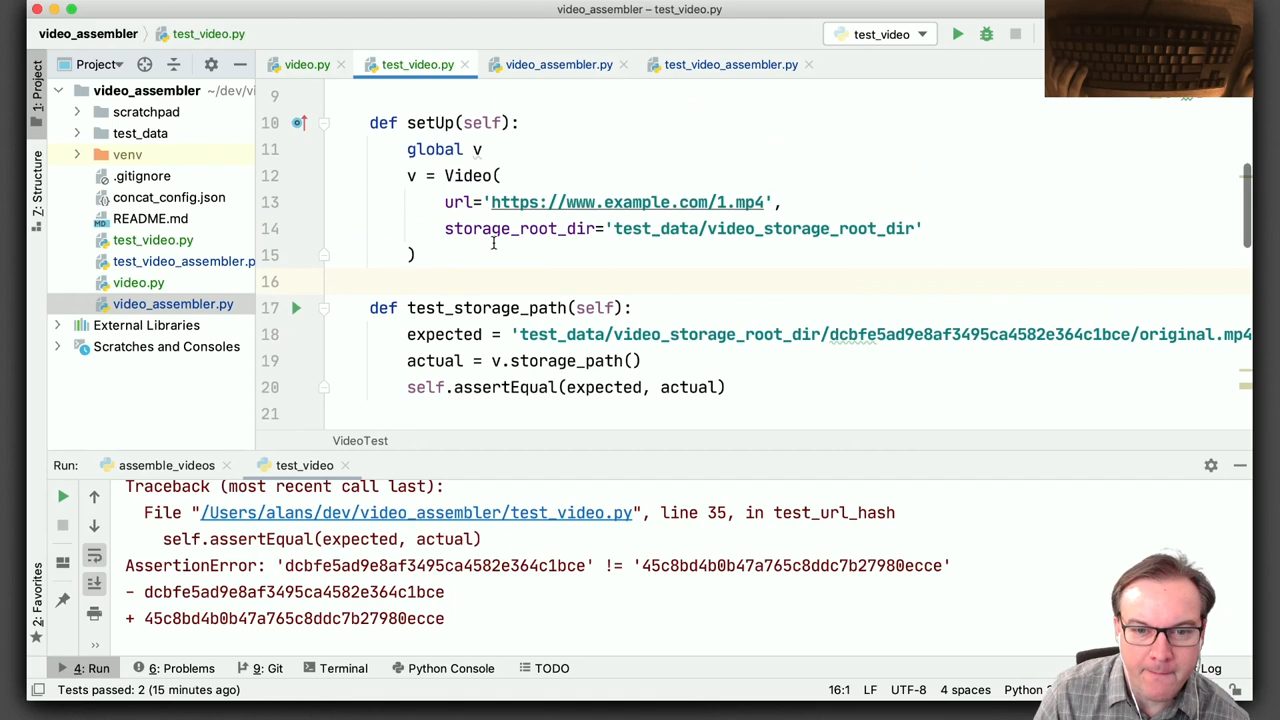 video_assembler – test_video.py
video_assembler
test_video.py
test_video
Project
video.py
test_video.py
video_assembler.py
test_video_assembler.py
1: Project
Z: Structure
2: Favorites
video_assembler ~/dev/vi
scratchpad
test_data
venv
.gitignore
concat_config.json
README.md
test_video.py
test_video_assembler.p
video.py
video_assembler.py
External Libraries
Scratches and Consoles
9
10 def setUp(self):
11 global v
12 v = Video(
13 url='https://www.example.com/1.mp4',
14 storage_root_dir='test_data/video_storage_root_dir'
15 )
16
17 def test_storage_path(self):
18 expected = 'test_data/video_storage_root_dir/dcbfe5ad9e8af3495ca4582e364c1bce/original.mp4
19 actual = v.storage_path()
20 self.assertEqual(expected, actual)
21
VideoTest
Run: assemble_videos test_video
Traceback (most recent call last):
File "/Users/alans/dev/video_assembler/test_video.py", line 35, in test_url_hash
self.assertEqual(expected, actual)
AssertionError: 'dcbfe5ad9e8af3495ca4582e364c1bce' != '45c8bd4b0b47a765c8ddc7b27980ecce'
- dcbfe5ad9e8af3495ca4582e364c1bce
+ 45c8bd4b0b47a765c8ddc7b27980ecce
4: Run 6: Problems 9: Git Terminal Python Console TODO Log
Tests passed: 2 (15 minutes ago) 16:1 LF UTF-8 4 spaces Python